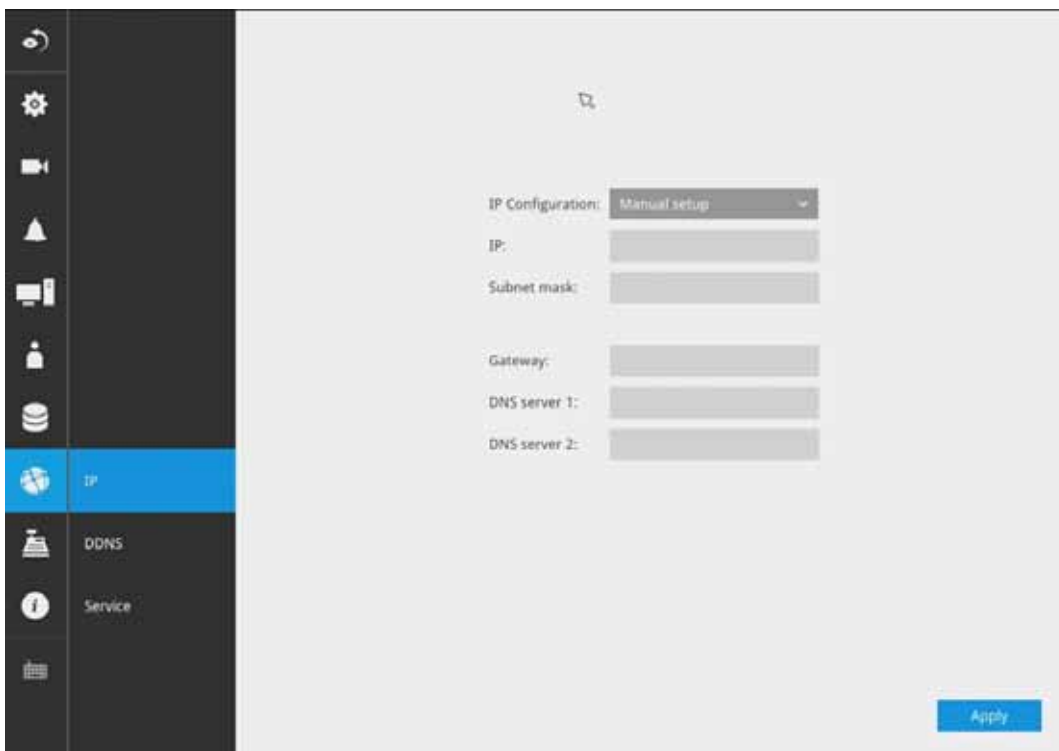 IP Configuration: Manual setup
IP:
Subnet mask:
Gateway:
DNS server 1:
DNS server 2:
IP
DDNS
Service
Apply